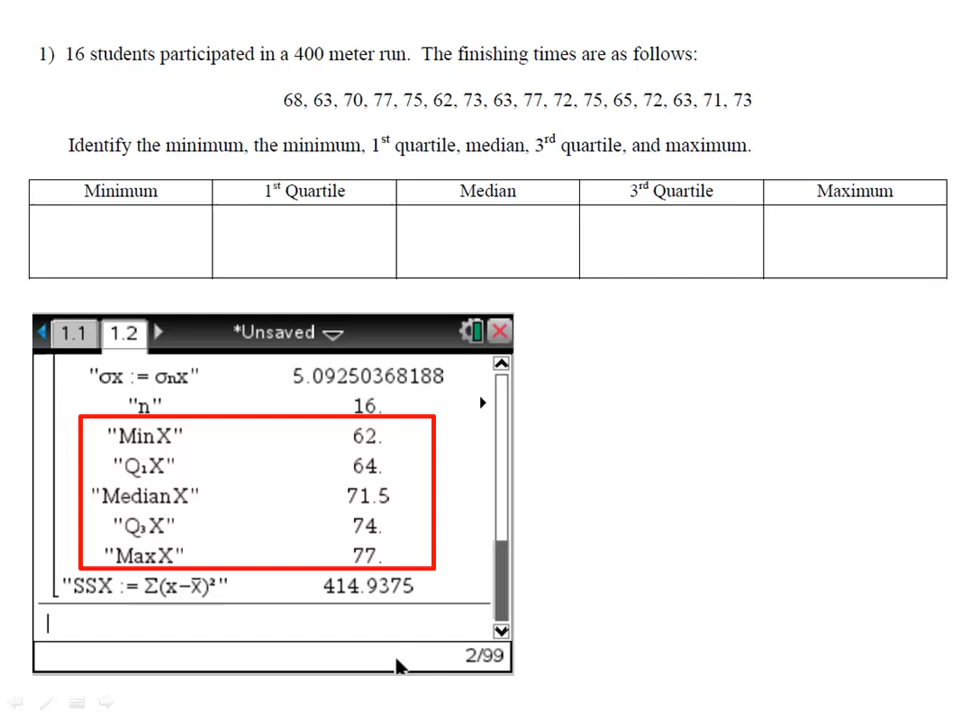 1) 16 students participated in a 400 meter run. The finishing times are as follows:
68, 63, 70, 77, 75, 62, 73, 63, 77, 72, 75, 65, 72, 63, 71, 73
Identify the minimum, the minimum, 1st quartile, median, 3rd quartile, and maximum.
Minimum 1st Quartile Median 3rd Quartile Maximum
1.1 1.2 *Unsaved
"σx := σₙx" 5.09250368188
"n" 16.
"MinX" 62.
"Q₁X" 64.
"MedianX" 71.5
"Q₃X" 74.
"MaxX" 77.
"SSX := Σ(x−x̄)²" 414.9375
2/99